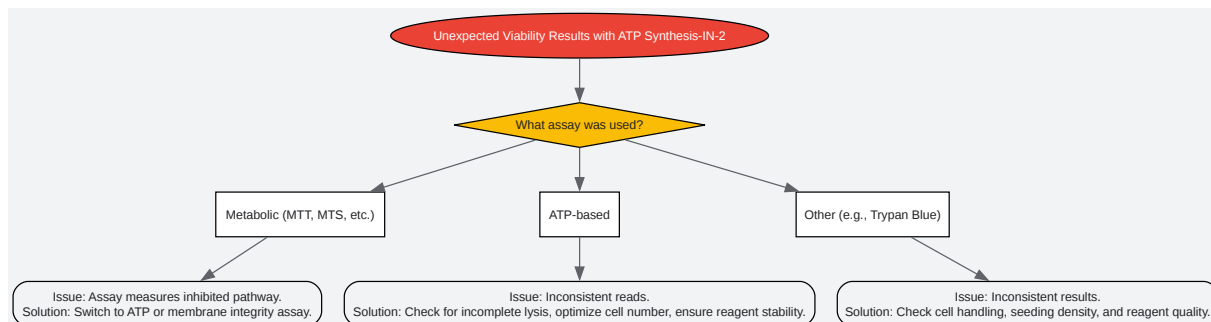 Unexpected Viability Results with ATP Synthesis-IN-2
What assay was used?
Metabolic (MTT, MTS, etc.)
ATP-based
Other (e.g., Trypan Blue)
Issue: Assay measures inhibited pathway.
Solution: Switch to ATP or membrane integrity assay.
Issue: Inconsistent reads.
Solution: Check for incomplete lysis, optimize cell number, ensure reagent stability.
Issue: Inconsistent results.
Solution: Check cell handling, seeding density, and reagent quality.